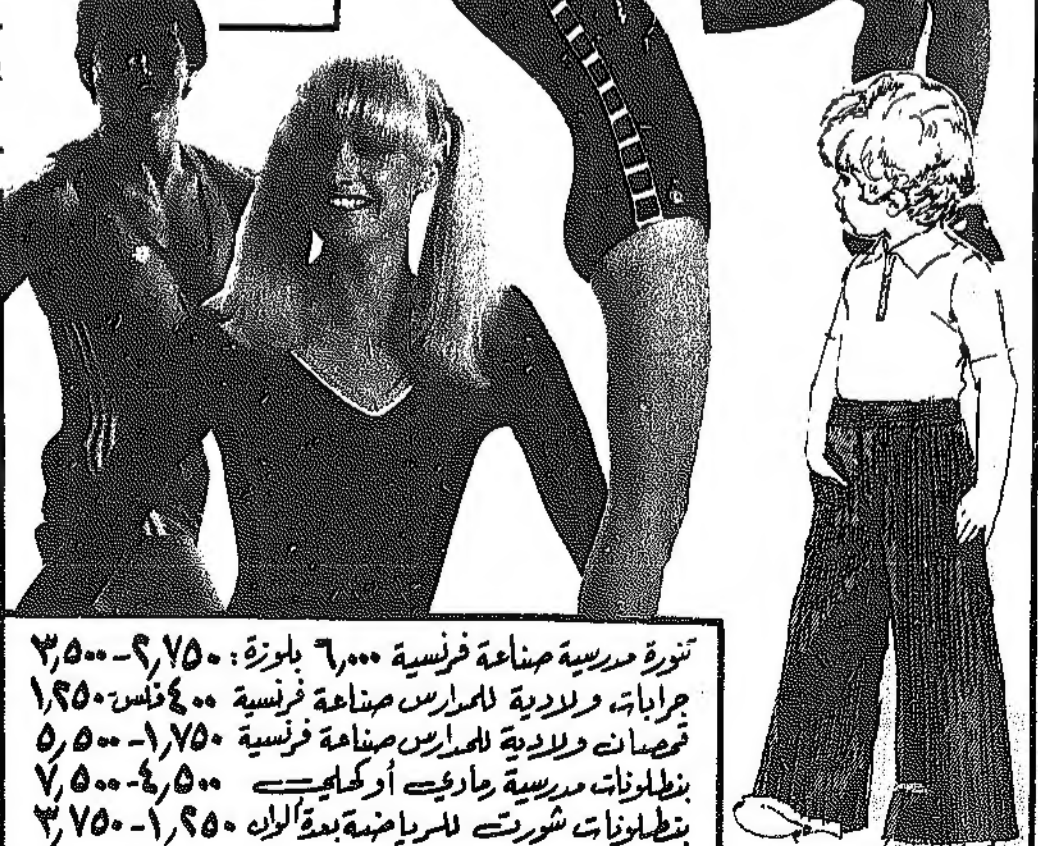 تنورة مدرسية صناعة فرنسية ٦,٠٠٠ بلوزة: ٢,٧٥٠-٣,٥٠٠
جرابات ولادية للمدارس صناعة فرنسية ٤٠٠ فلس-١,٢٥٠
قمصان ولادية للمدارس صناعة فرنسية ١,٧٥٠-٥,٥٠٠
بنطلونات مدرسية رمادي أو كحلي ٤,٥٠٠-٧,٥٠٠
بنطلونات شورت للرياضة بعدة ألوان ١,٢٥٠-٣,٧٥٠